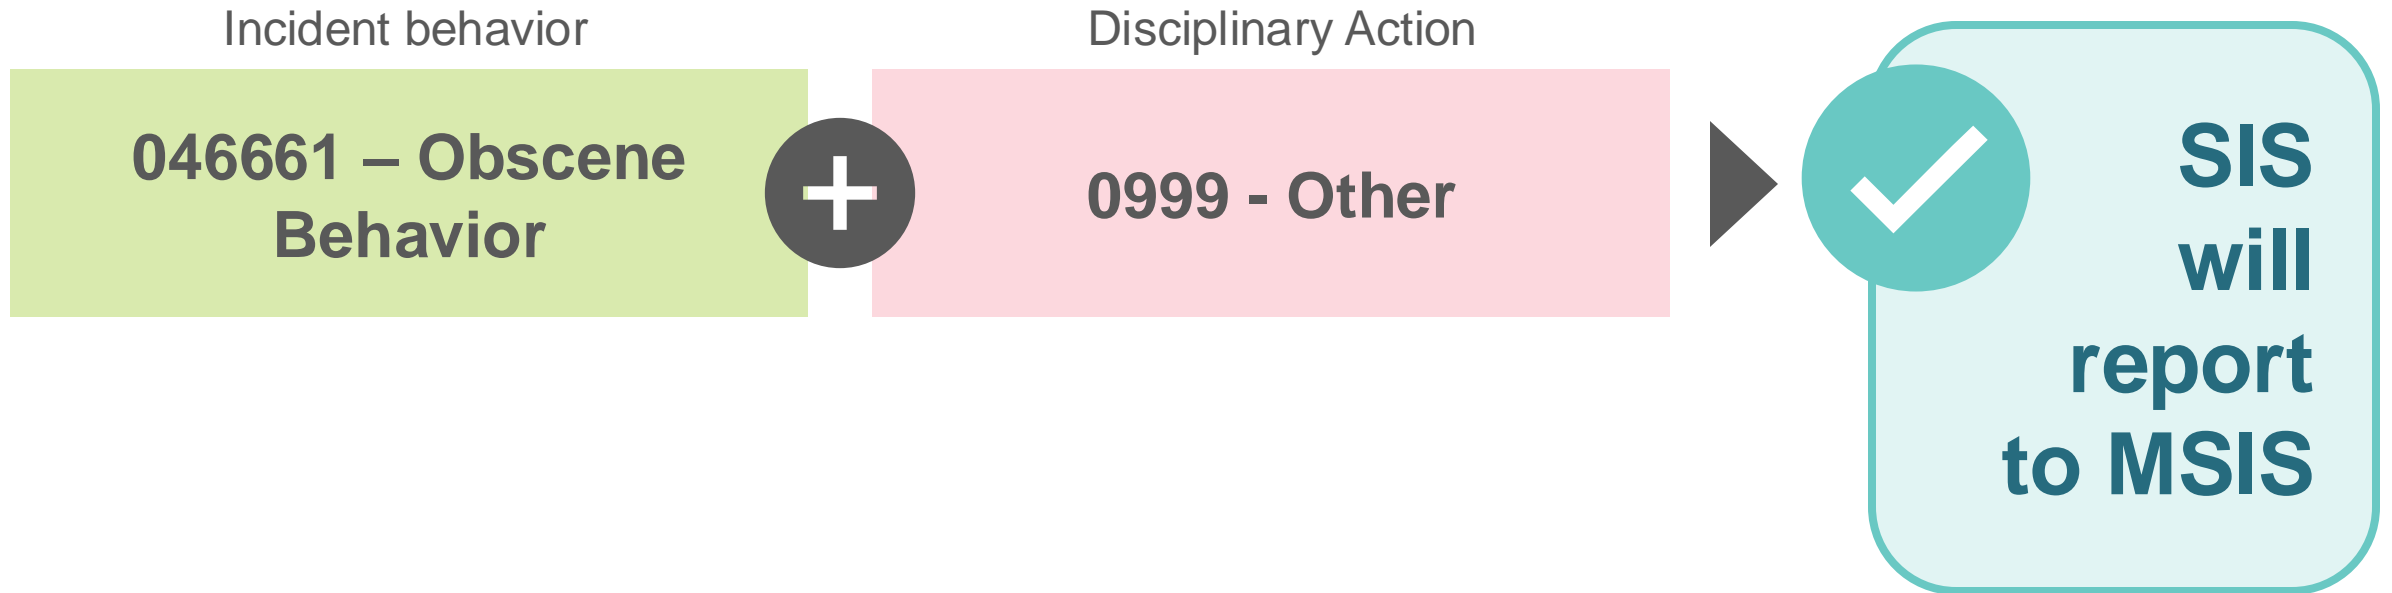 Incident behavior
Disciplinary Action
046661 – Obscene
Behavior
0999 - Other
SIS
will
report
to MSIS